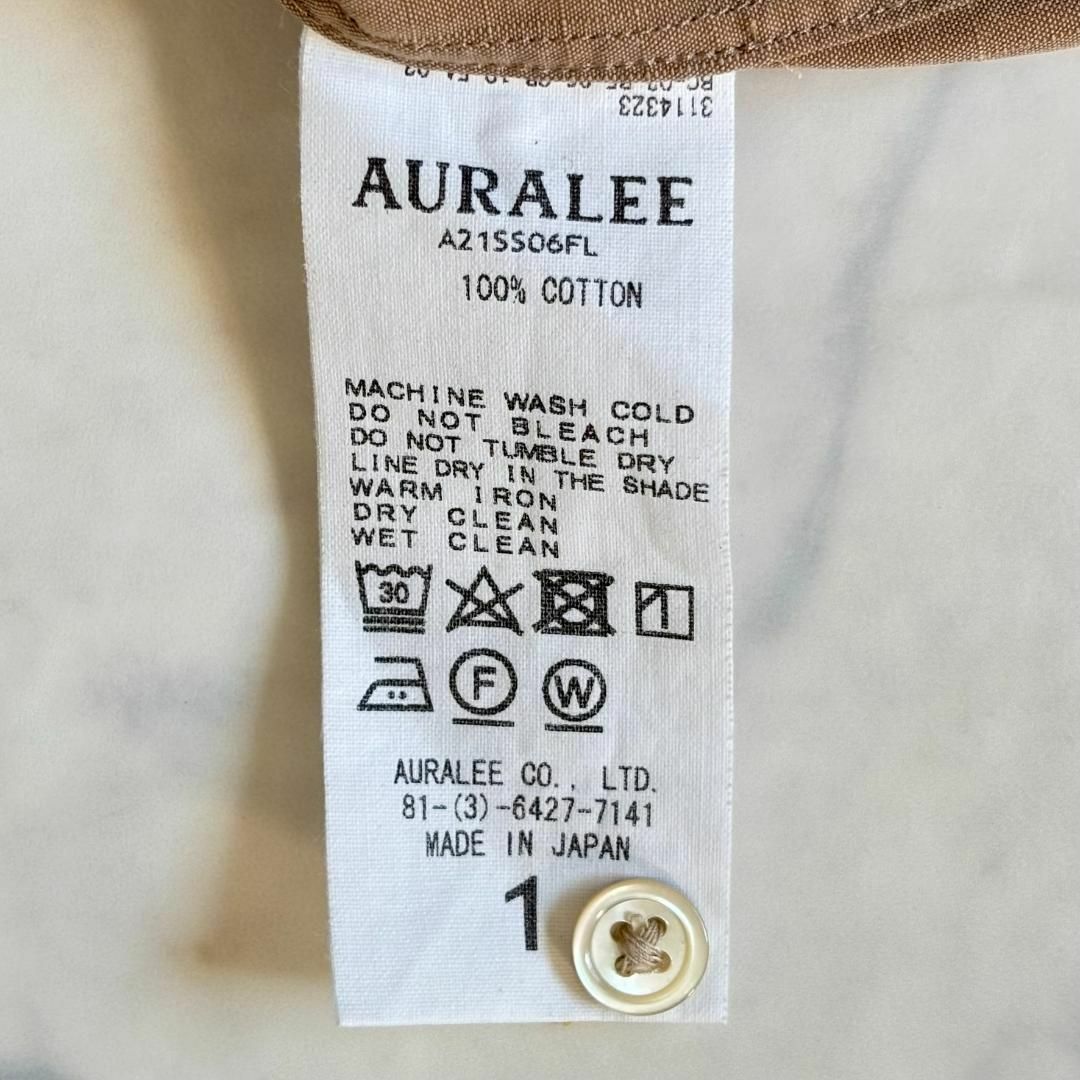 3114323
AURALEE
A21SS06FL
100% COTTON
MACHINE WASH COLD
DO NOT BLEACH
DO NOT TUMBLE DRY
LINE DRY IN THE SHADE
WARM IRON
DRY CLEAN
WET CLEAN
30
F W
AURALEE CO., LTD.
81-(3)-6427-7141
MADE IN JAPAN
1